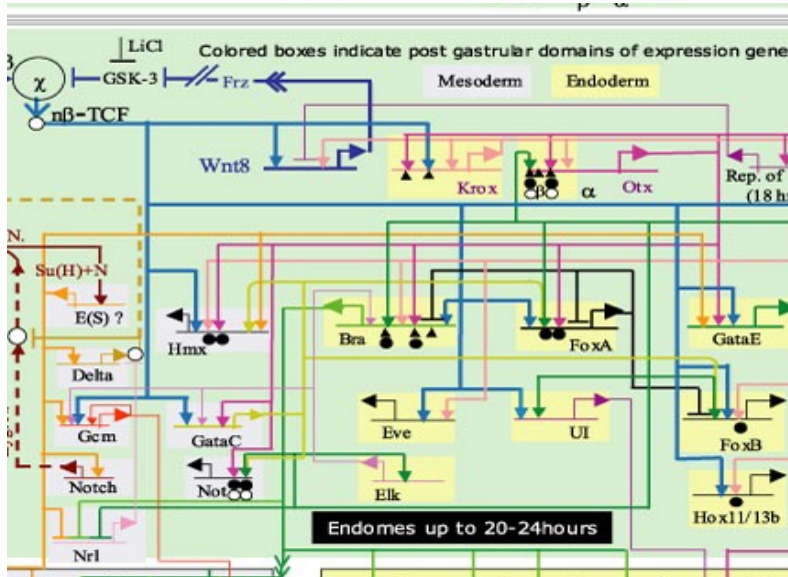 LiCl
Colored boxes indicate post gastrular domains of expression gene
χ
GSK-3
Frz
Mesoderm
Endoderm
nβ-TCF
Wnt8
Krox
β
α
Otx
Rep. of
(18 h
N.
Su(H)+N
E(S) ?
Hmx
Bra
FoxA
GataE
Delta
Gcm
GataC
Eve
UI
FoxB
Notch
Not
Elk
Hox11/13b
Endomes up to 20-24hours
Nrl